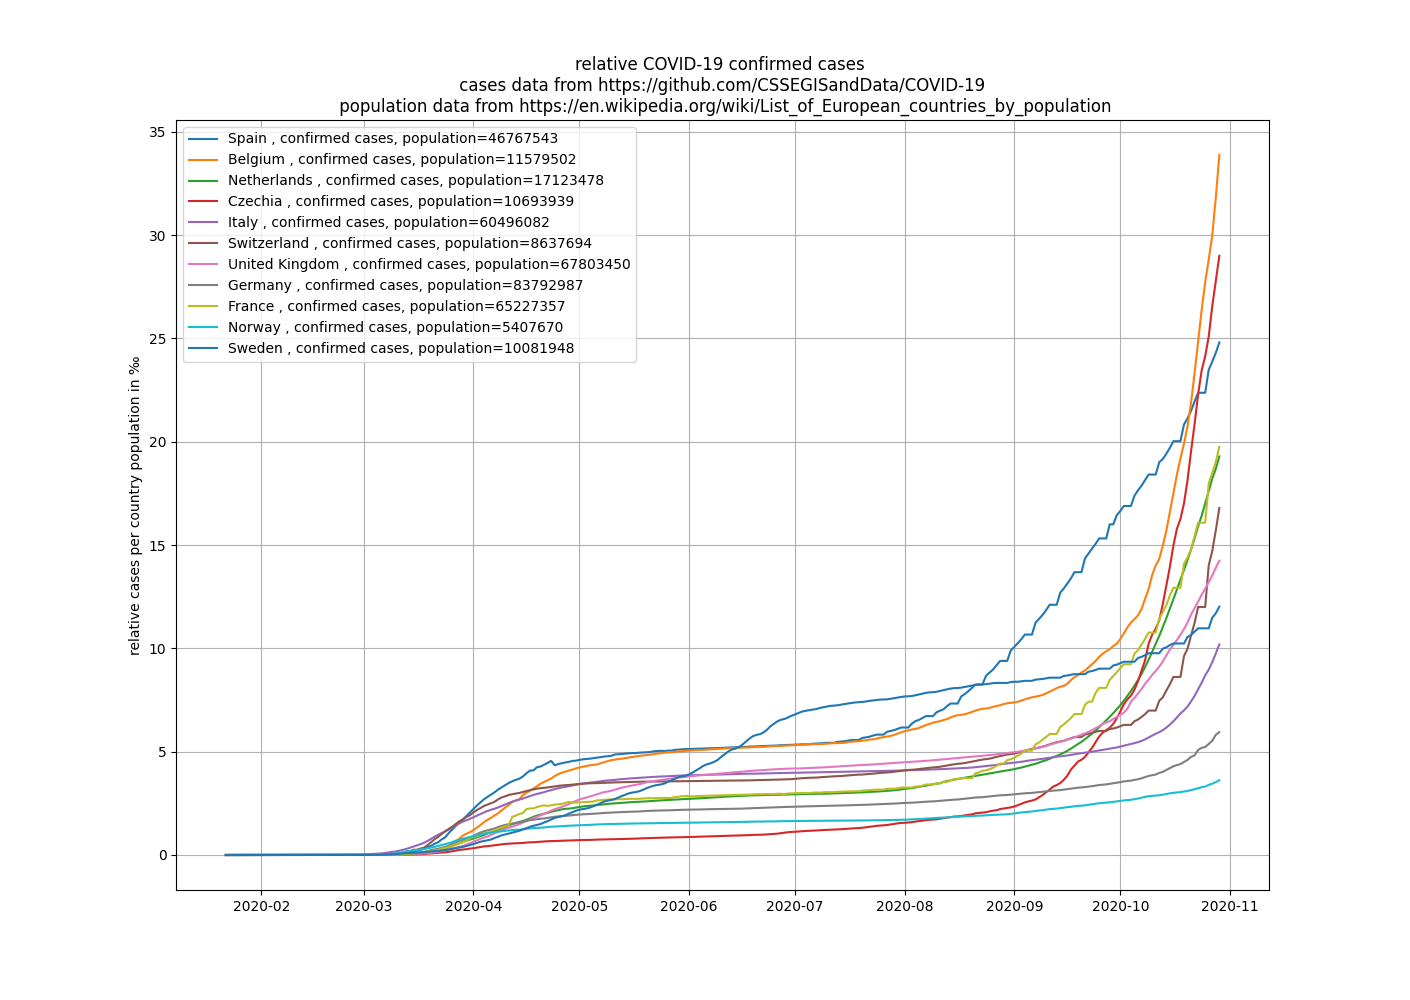 relative COVID-19 confirmed cases
cases data from https://github.com/CSSEGISandData/COVID-19
population data from https://en.wikipedia.org/wiki/List_of_European_countries_by_population
35
30
25
20
15
10
5
0
relative cases per country population in ‰
Spain , confirmed cases, population=46767543
Belgium , confirmed cases, population=11579502
Netherlands , confirmed cases, population=17123478
Czechia , confirmed cases, population=10693939
Italy , confirmed cases, population=60496082
Switzerland , confirmed cases, population=8637694
United Kingdom , confirmed cases, population=67803450
Germany , confirmed cases, population=83792987
France , confirmed cases, population=65227357
Norway , confirmed cases, population=5407670
Sweden , confirmed cases, population=10081948
2020-02 2020-03 2020-04 2020-05 2020-06 2020-07 2020-08 2020-09 2020-10 2020-11